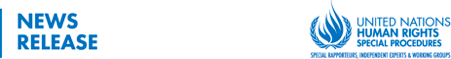 NEWS
RELEASE
UNITED NATIONS
HUMAN RIGHTS
SPECIAL PROCEDURES
SPECIAL RAPPORTEURS, INDEPENDENT EXPERTS & WORKING GROUPS